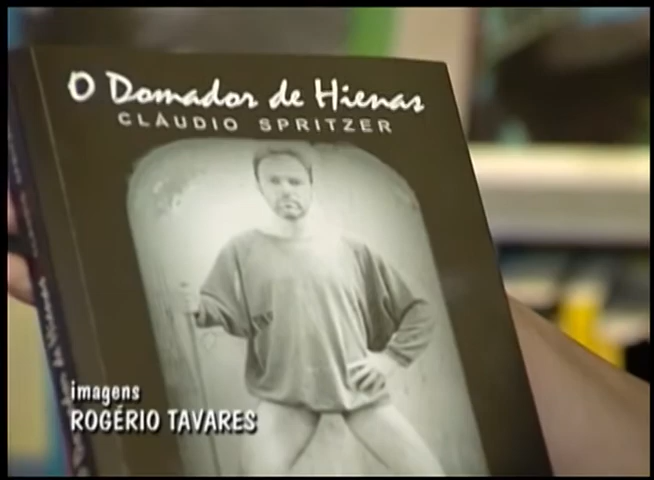 O Domador de Hienas
CLÁUDIO SPRITZER
imagens
ROGÉRIO TAVARES